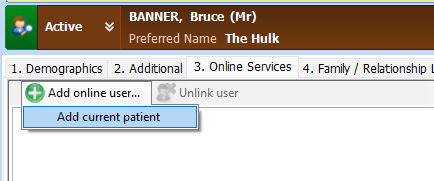 BANNER, Bruce (Mr)
Active
Preferred Name The Hulk
1. Demographics 2. Additional 3. Online Services 4. Family / Relationship L
Add online user... Unlink user
Add current patient